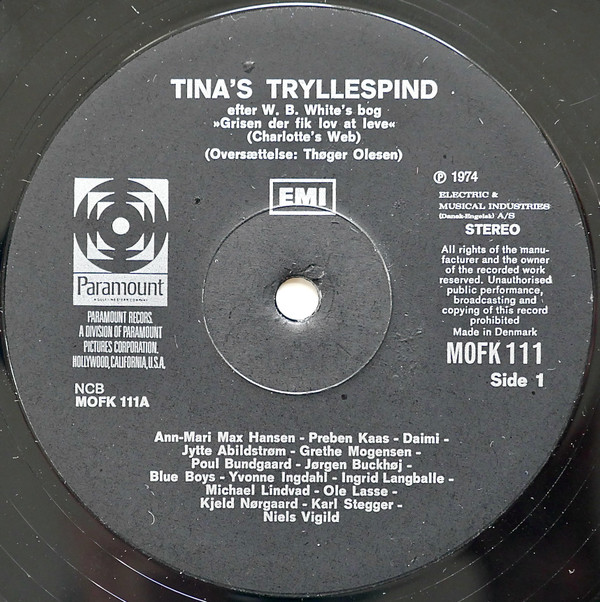 TINA'S TRYLLESPIND
efter W. B. White's bog
»Grisen der fik lov at leve«
(Charlotte's Web)
(Oversættelse: Thøger Olesen)
EMI
℗ 1974
ELECTRIC &
MUSICAL INDUSTRIES
(Dansk-Engelsk) A/S
STEREO
All rights of the manu-
facturer and the owner
of the recorded work
reserved. Unauthorised
public performance,
broadcasting and
copying of this record
prohibited
Made in Denmark
MOFK 111
Side 1
Paramount
PARAMOUNT RECORS,
A DIVISION OF PARAMOUNT
PICTURES CORPORATION,
HOLLYWOOD, CALIFORNIA, U.S.A.
NCB
MOFK 111A
Ann-Mari Max Hansen - Preben Kaas - Daimi -
Jytte Abildstrøm - Grethe Mogensen -
Poul Bundgaard - Jørgen Buckhøj -
Blue Boys - Yvonne Ingdahl - Ingrid Langballe -
Michael Lindvad - Ole Lasse -
Kjeld Nørgaard - Karl Stegger -
Niels Vigild